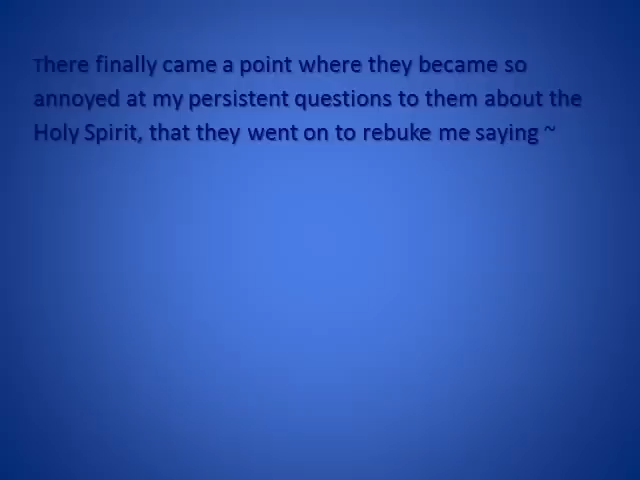 There finally came a point where they became so
annoyed at my persistent questions to them about the
Holy Spirit, that they went on to rebuke me saying ~